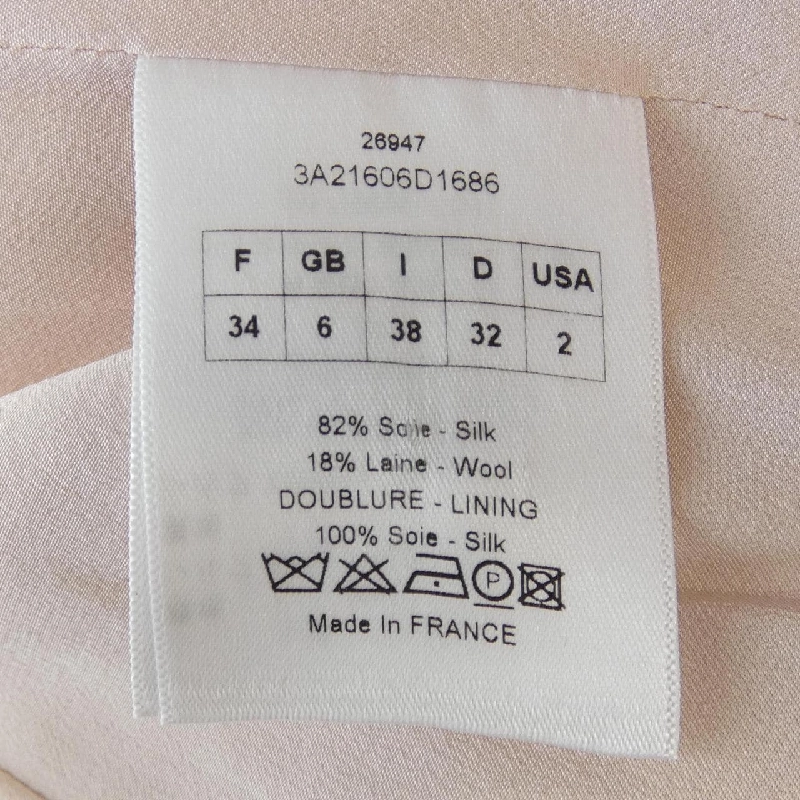 26947
3A21606D1686
F GB I D USA
34 6 38 32 2
82% Soie - Silk
18% Laine - Wool
DOUBLURE - LINING
100% Soie - Silk
P
Made In FRANCE